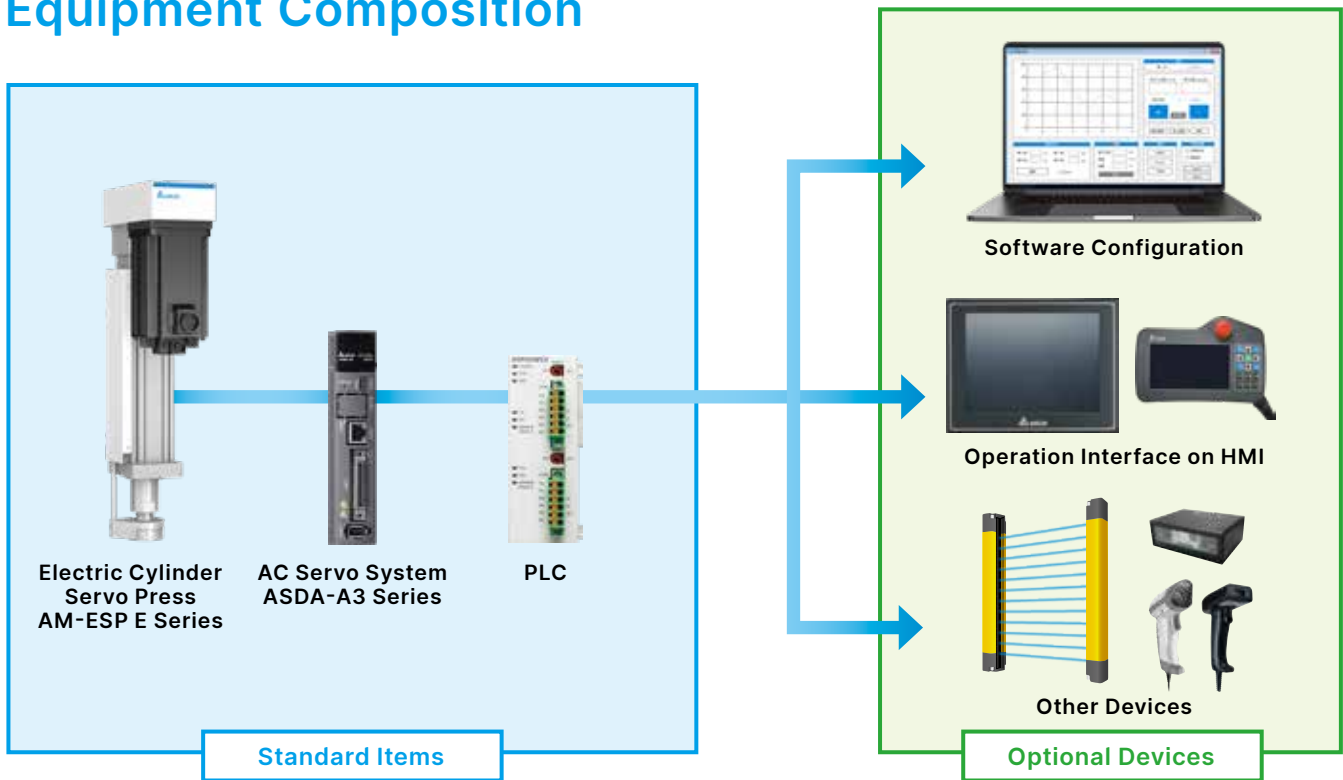 Equipment Composition
Electric Cylinder
Servo Press
AM-ESP E Series
AC Servo System
ASDA-A3 Series
PLC
Standard Items
Software Configuration
Operation Interface on HMI
Other Devices
Optional Devices